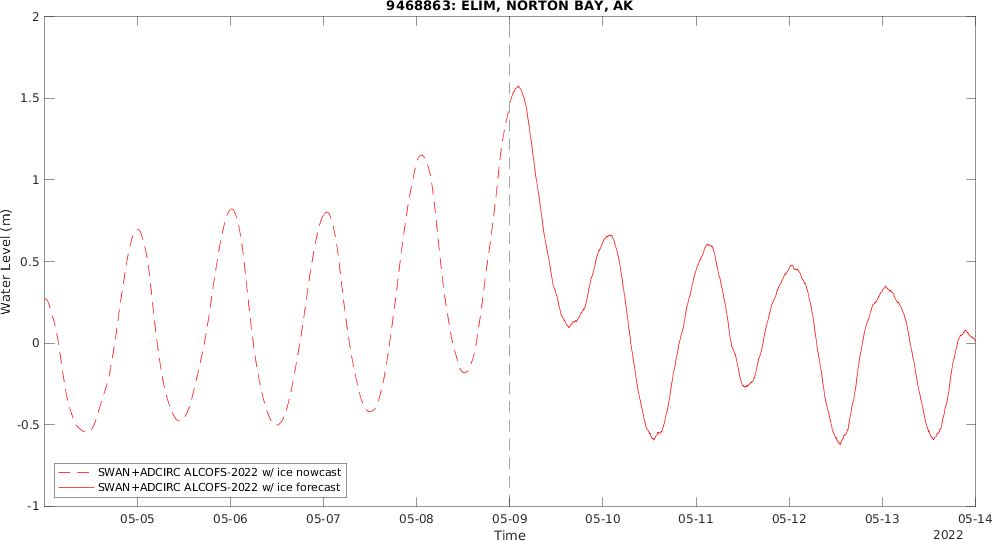 9468863: ELIM, NORTON BAY, AK
2
1.5
1
0.5
0
-0.5
-1
Water Level (m)
SWAN+ADCIRC ALCOFS-2022 w/ ice nowcast
SWAN+ADCIRC ALCOFS-2022 w/ ice forecast
05-05 05-06 05-07 05-08 05-09 05-10 05-11 05-12 05-13 05-14
Time
2022